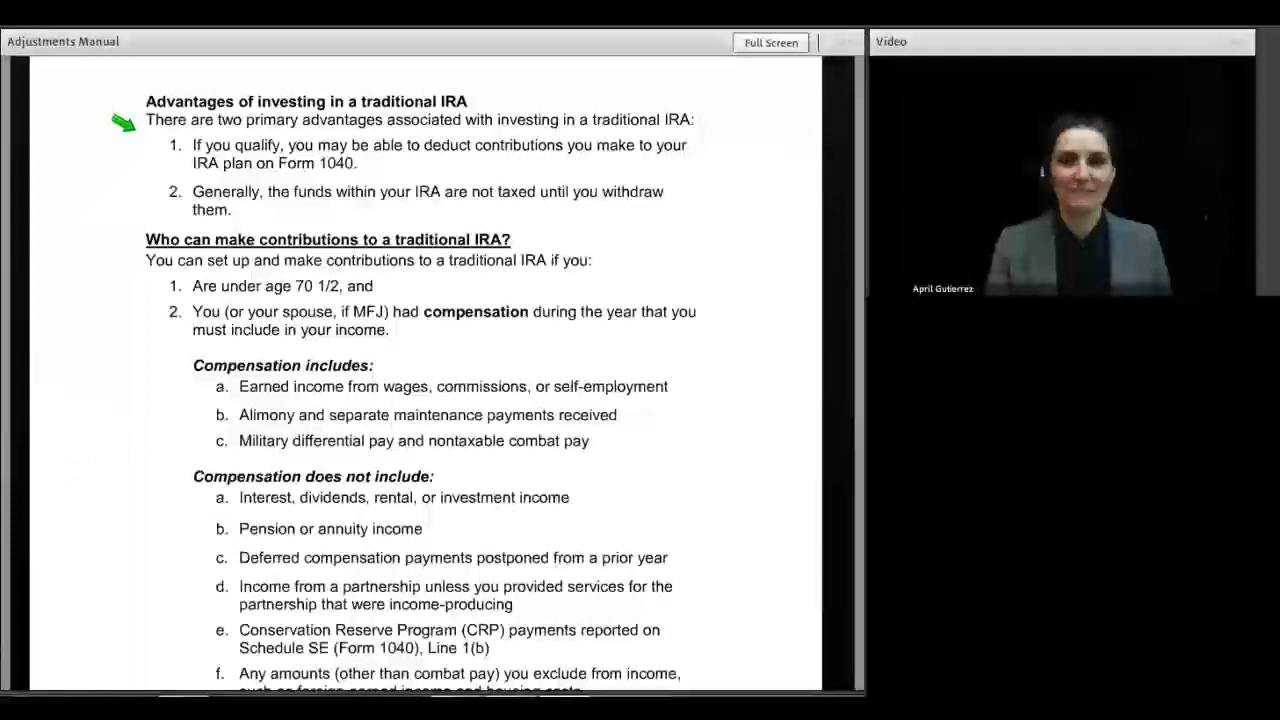 Adjustments Manual
Full Screen
Video
Advantages of investing in a traditional IRA
There are two primary advantages associated with investing in a traditional IRA:
1. If you qualify, you may be able to deduct contributions you make to your
IRA plan on Form 1040.
2. Generally, the funds within your IRA are not taxed until you withdraw
them.
Who can make contributions to a traditional IRA?
You can set up and make contributions to a traditional IRA if you:
1. Are under age 70 1/2, and
2. You (or your spouse, if MFJ) had compensation during the year that you
must include in your income.
Compensation includes:
a. Earned income from wages, commissions, or self-employment
b. Alimony and separate maintenance payments received
c. Military differential pay and nontaxable combat pay
Compensation does not include:
a. Interest, dividends, rental, or investment income
b. Pension or annuity income
c. Deferred compensation payments postponed from a prior year
d. Income from a partnership unless you provided services for the
partnership that were income-producing
e. Conservation Reserve Program (CRP) payments reported on
Schedule SE (Form 1040), Line 1(b)
f. Any amounts (other than combat pay) you exclude from income,
such as foreign earned income and housing costs
April Gutierrez